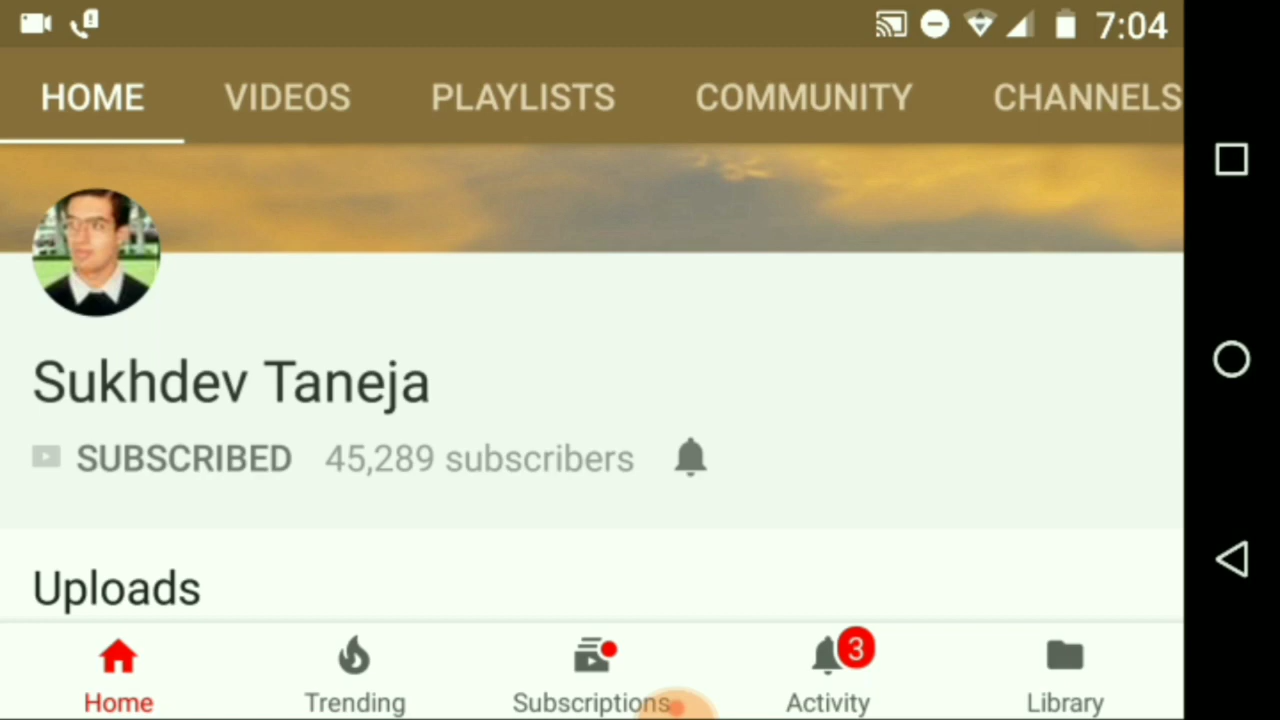 7:04
HOME VIDEOS PLAYLISTS COMMUNITY CHANNELS
Sukhdev Taneja
SUBSCRIBED 45,289 subscribers
Uploads
3
Home Trending Subscriptions Activity Library